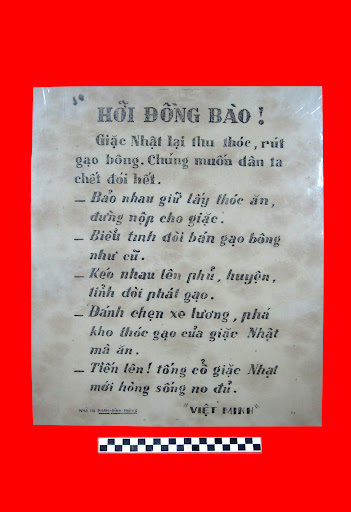 HỠI ĐỒNG BÀO !
Giặc Nhật lại thu thóc, rút
gạo bông. Chúng muốn dân ta
chết đói hết.
— Bảo nhau giữ lấy thóc ăn,
đừng nộp cho giặc.
— Biểu tình đòi bán gạo bông
như cũ.
— Kéo nhau lên phủ, huyện,
tỉnh đòi phát gạo.
— Đánh chẹn xe lương, phá
kho thóc gạo của giặc Nhật
mà ăn.
— Tiến lên! tống cổ giặc Nhật
mới hòng sống no đủ.
"VIỆT MINH"